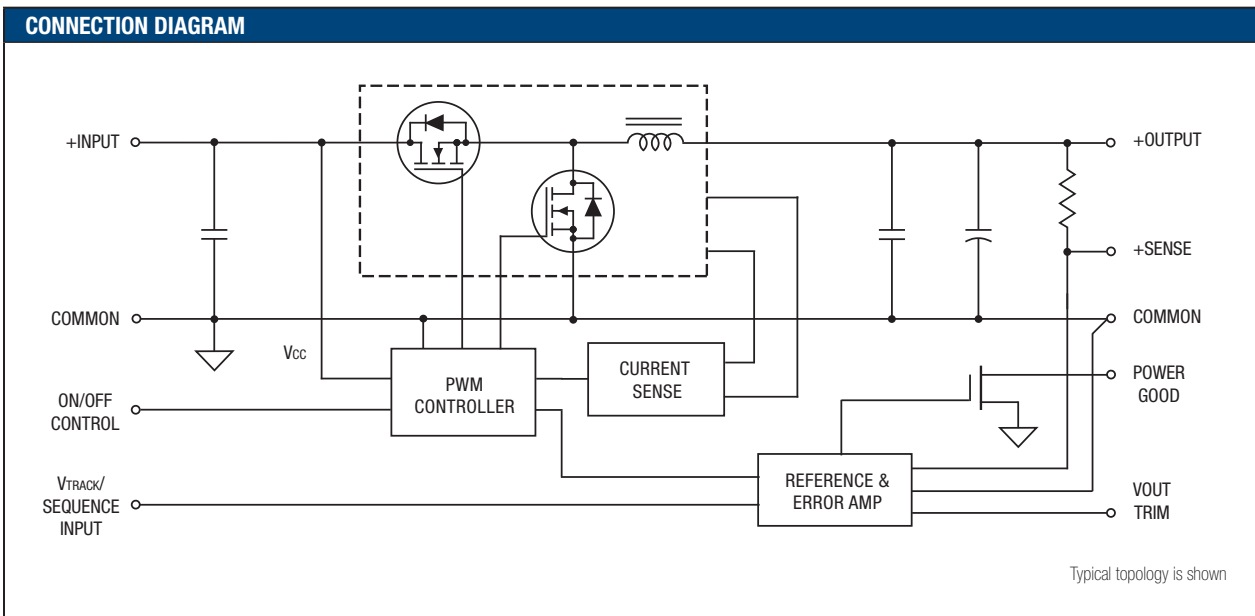 CONNECTION DIAGRAM
+INPUT
+OUTPUT
+SENSE
COMMON
COMMON
VCC
PWM
CONTROLLER
CURRENT
SENSE
POWER
GOOD
ON/OFF
CONTROL
VTRACK/
SEQUENCE
INPUT
REFERENCE &
ERROR AMP
VOUT
TRIM
Typical topology is shown